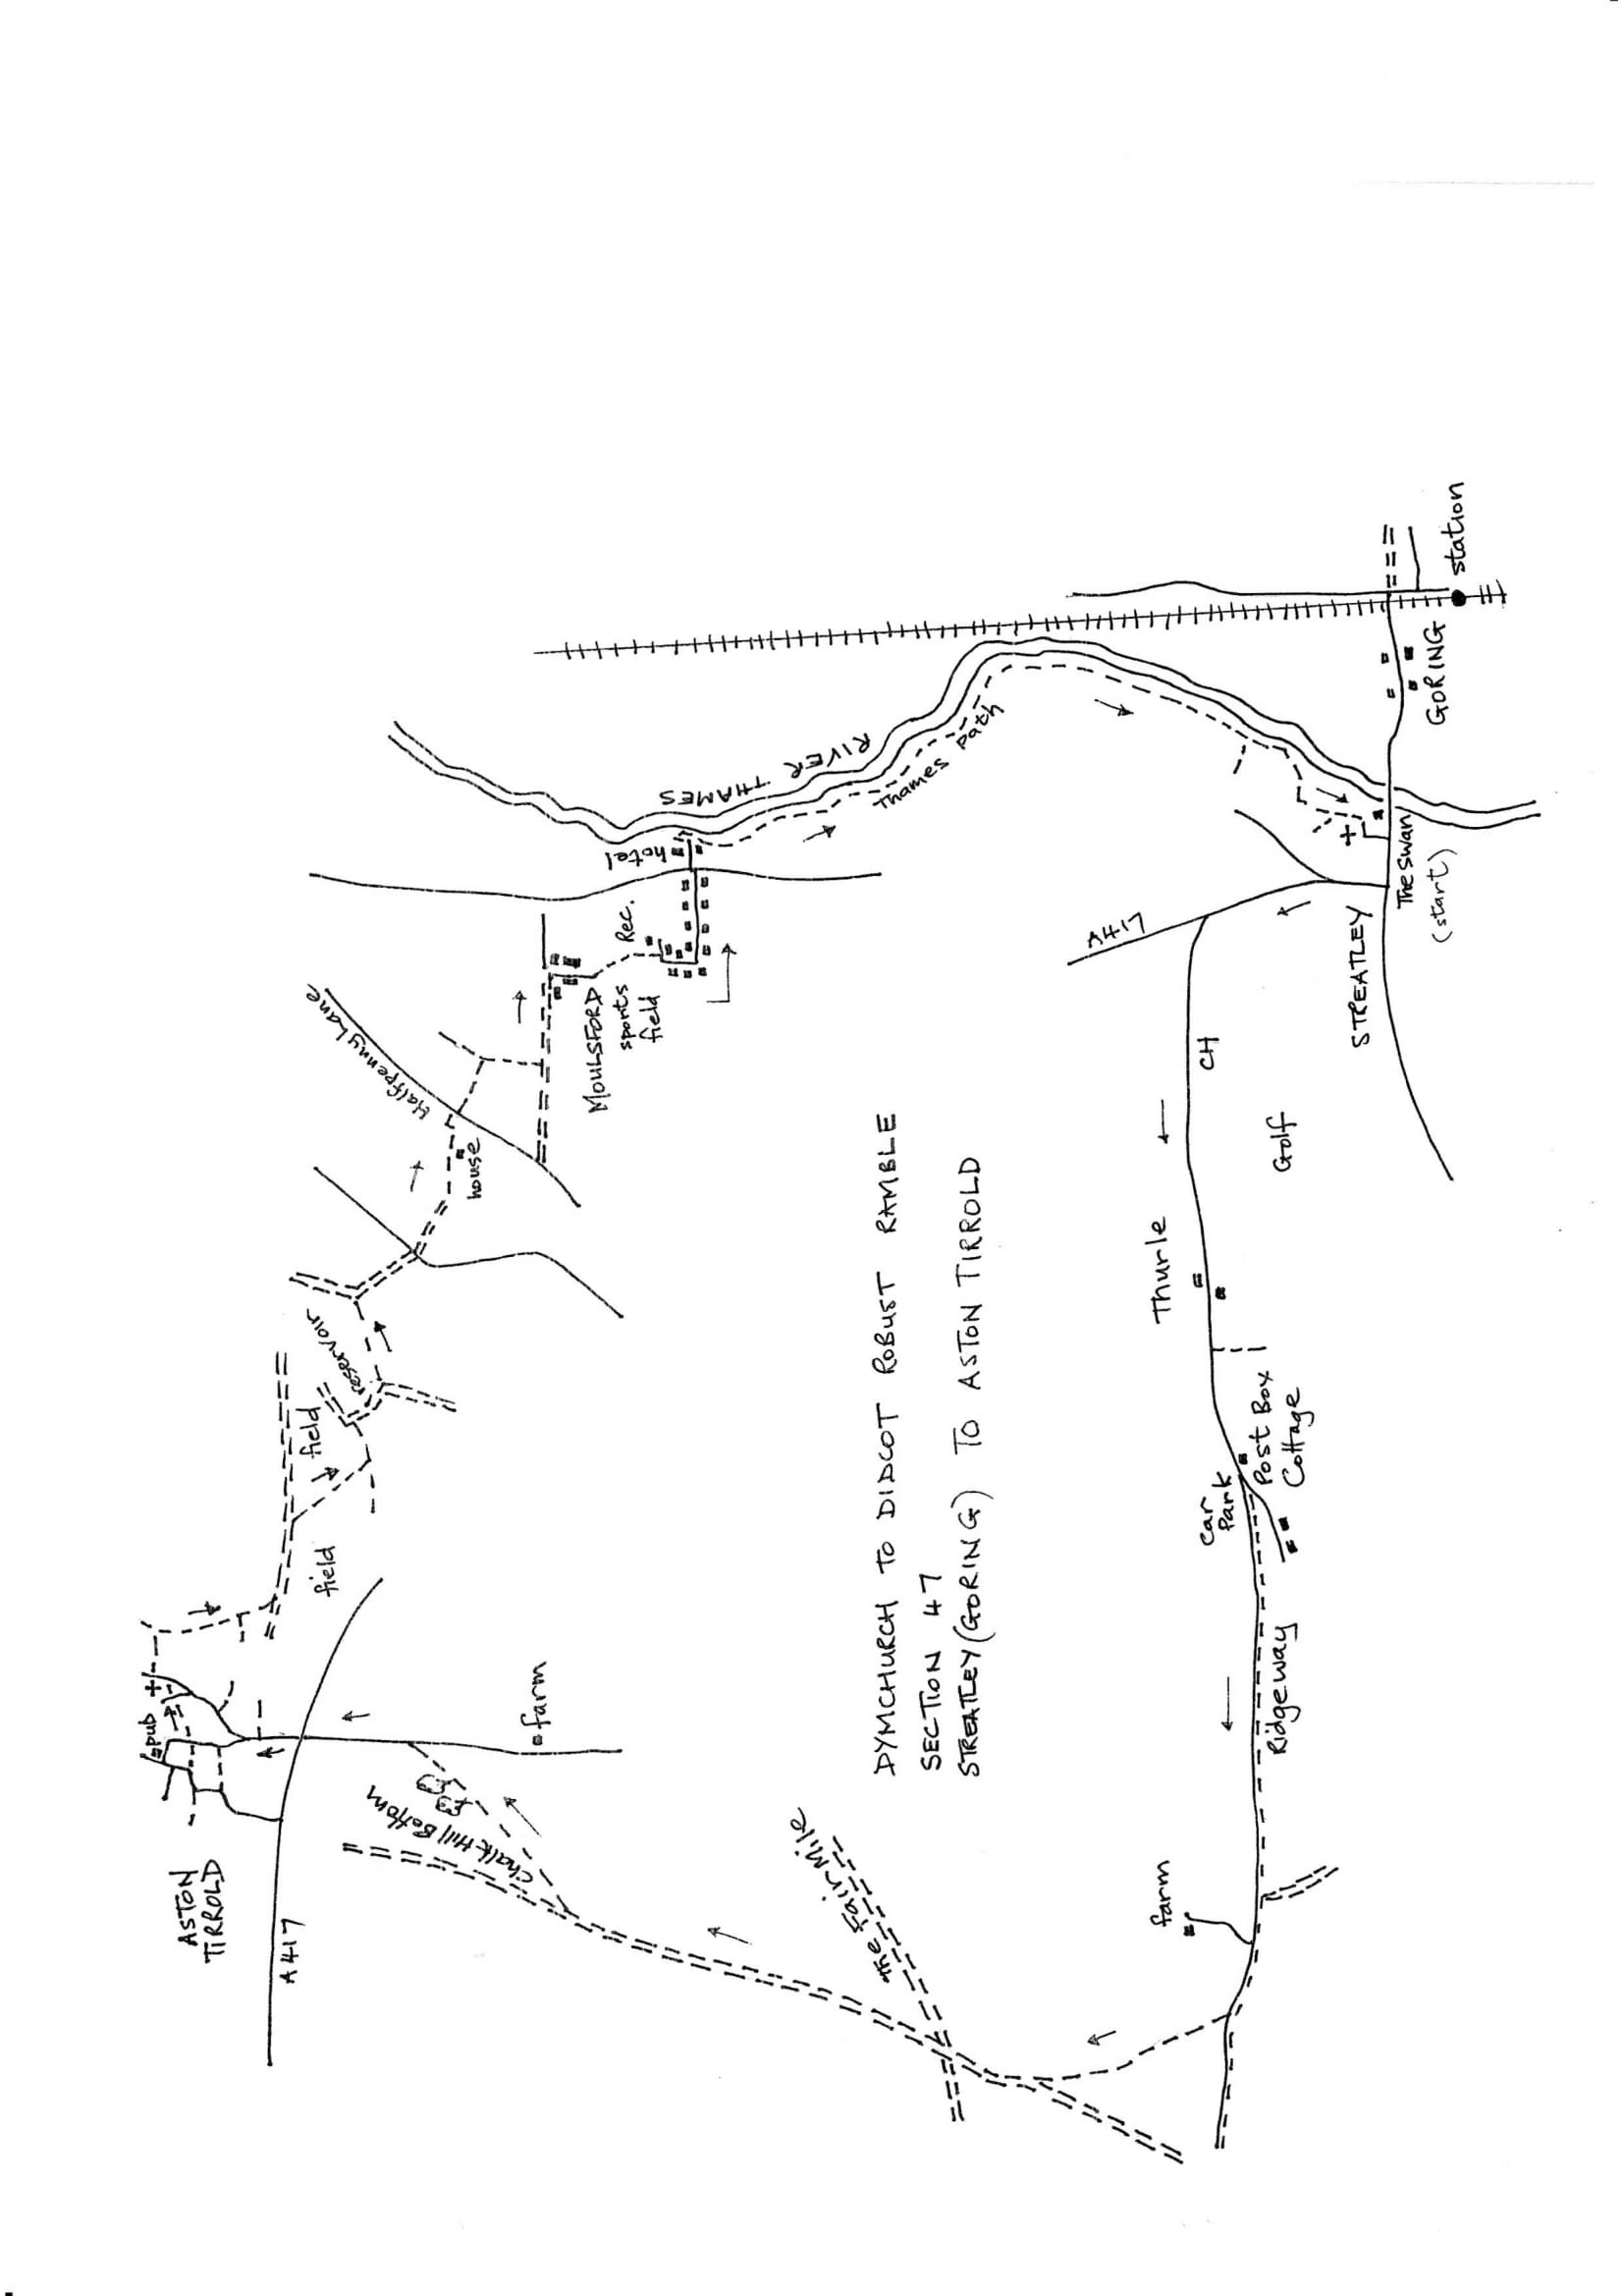 pub
ASTON
TIRROLD
A417
field
field
reservoir
Halfpenny Lane
Chalk Hill Bottom
house
farm
MOULSFORD
sports
field
Rec.
hotel
RIVER THAMES
The Fair Mile
Thames Path
DYMCHURCH TO DIDCOT ROBUST RAMBLE
SECTION 47
STREATLEY (GORING) TO ASTON TIRROLD
A417
farm
Thurle
CH
Car
Park
Post Box
Cottage
Ridgeway
Golf
STREATLEY
The Swan
(start)
GORING
station